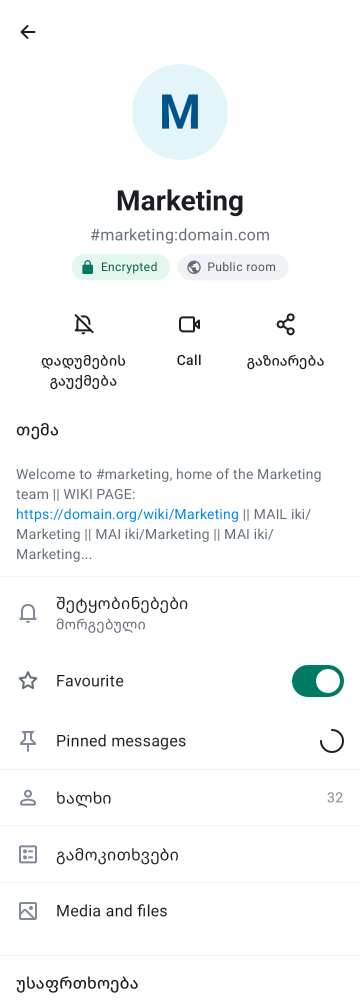 M
Marketing
#marketing:domain.com
Encrypted
Public room
დადუმების
გაუქმება
Call
გაზიარება
თემა
Welcome to #marketing, home of the Marketing
team || WIKI PAGE:
https://domain.org/wiki/Marketing || MAIL iki/
Marketing || MAI iki/Marketing || MAI iki/
Marketing...
შეტყობინებები
მორგებული
Favourite
Pinned messages
ხალხი
32
გამოკითხვები
Media and files
უსაფრთხოება